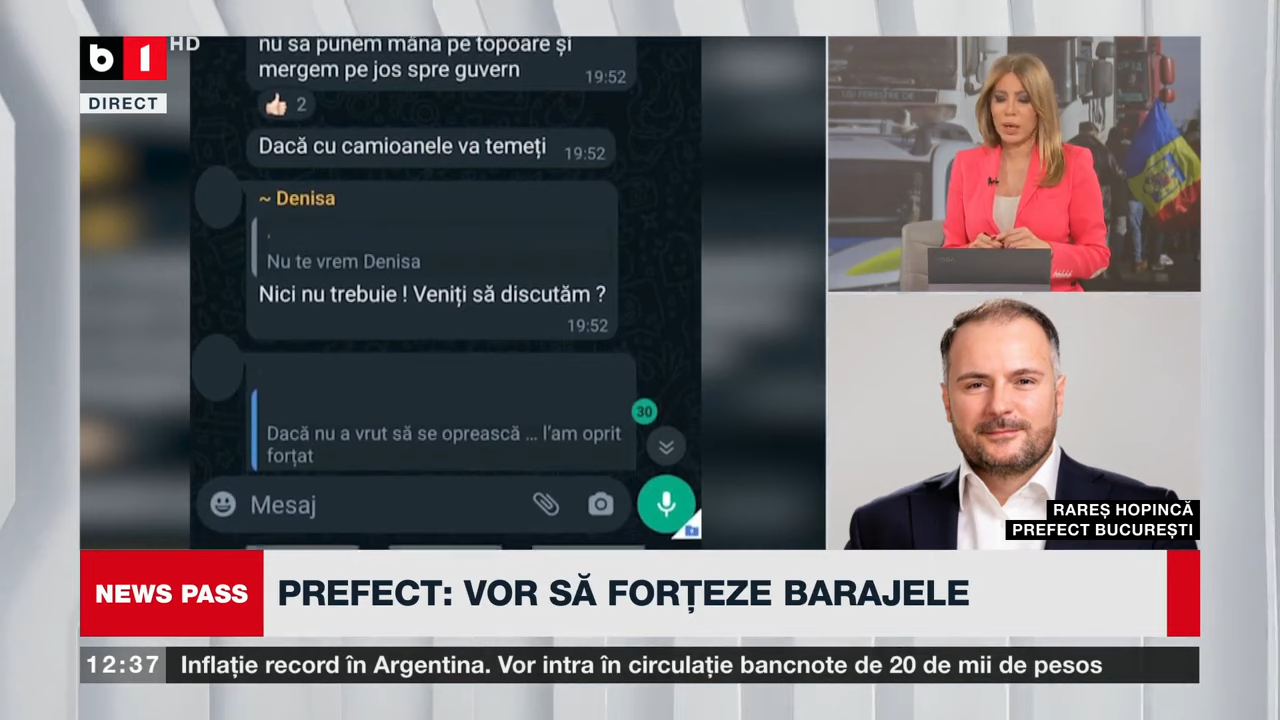 b1 HD
DIRECT
nu să punem mâna pe topoare și
mergem pe jos spre guvern
19:52
2
Dacă cu camioanele va temeți
19:52
~ Denisa
.
Nu te vrem Denisa
Nici nu trebuie ! Veniți să discutăm ?
19:52
30
Dacă nu a vrut să se oprească ... l'am oprit
forțat
Mesaj
RAREȘ HOPINCĂ
PREFECT BUCUREȘTI
NEWS PASS
PREFECT: VOR SĂ FORȚEZE BARAJELE
12:37
Inflație record în Argentina. Vor intra în circulație bancnote de 20 de mii de pesos